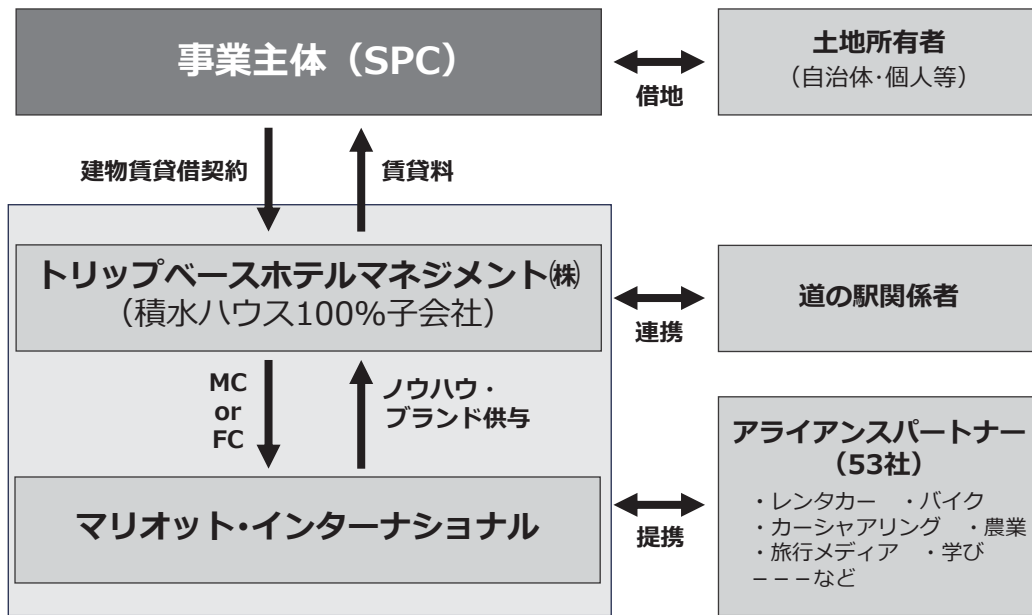 事業主体（SPC）
借地
土地所有者
（自治体･個人等）
建物賃貸借契約
賃貸料
トリップベースホテルマネジメント㈱
（積水ハウス100%子会社）
連携
道の駅関係者
MC
or
FC
ノウハウ・
ブランド供与
マリオット･インターナショナル
提携
アライアンスパートナー
（53社）
・レンタカー　・バイク
・カーシャアリング　・農業
・旅行メディア　・学び
−−−など